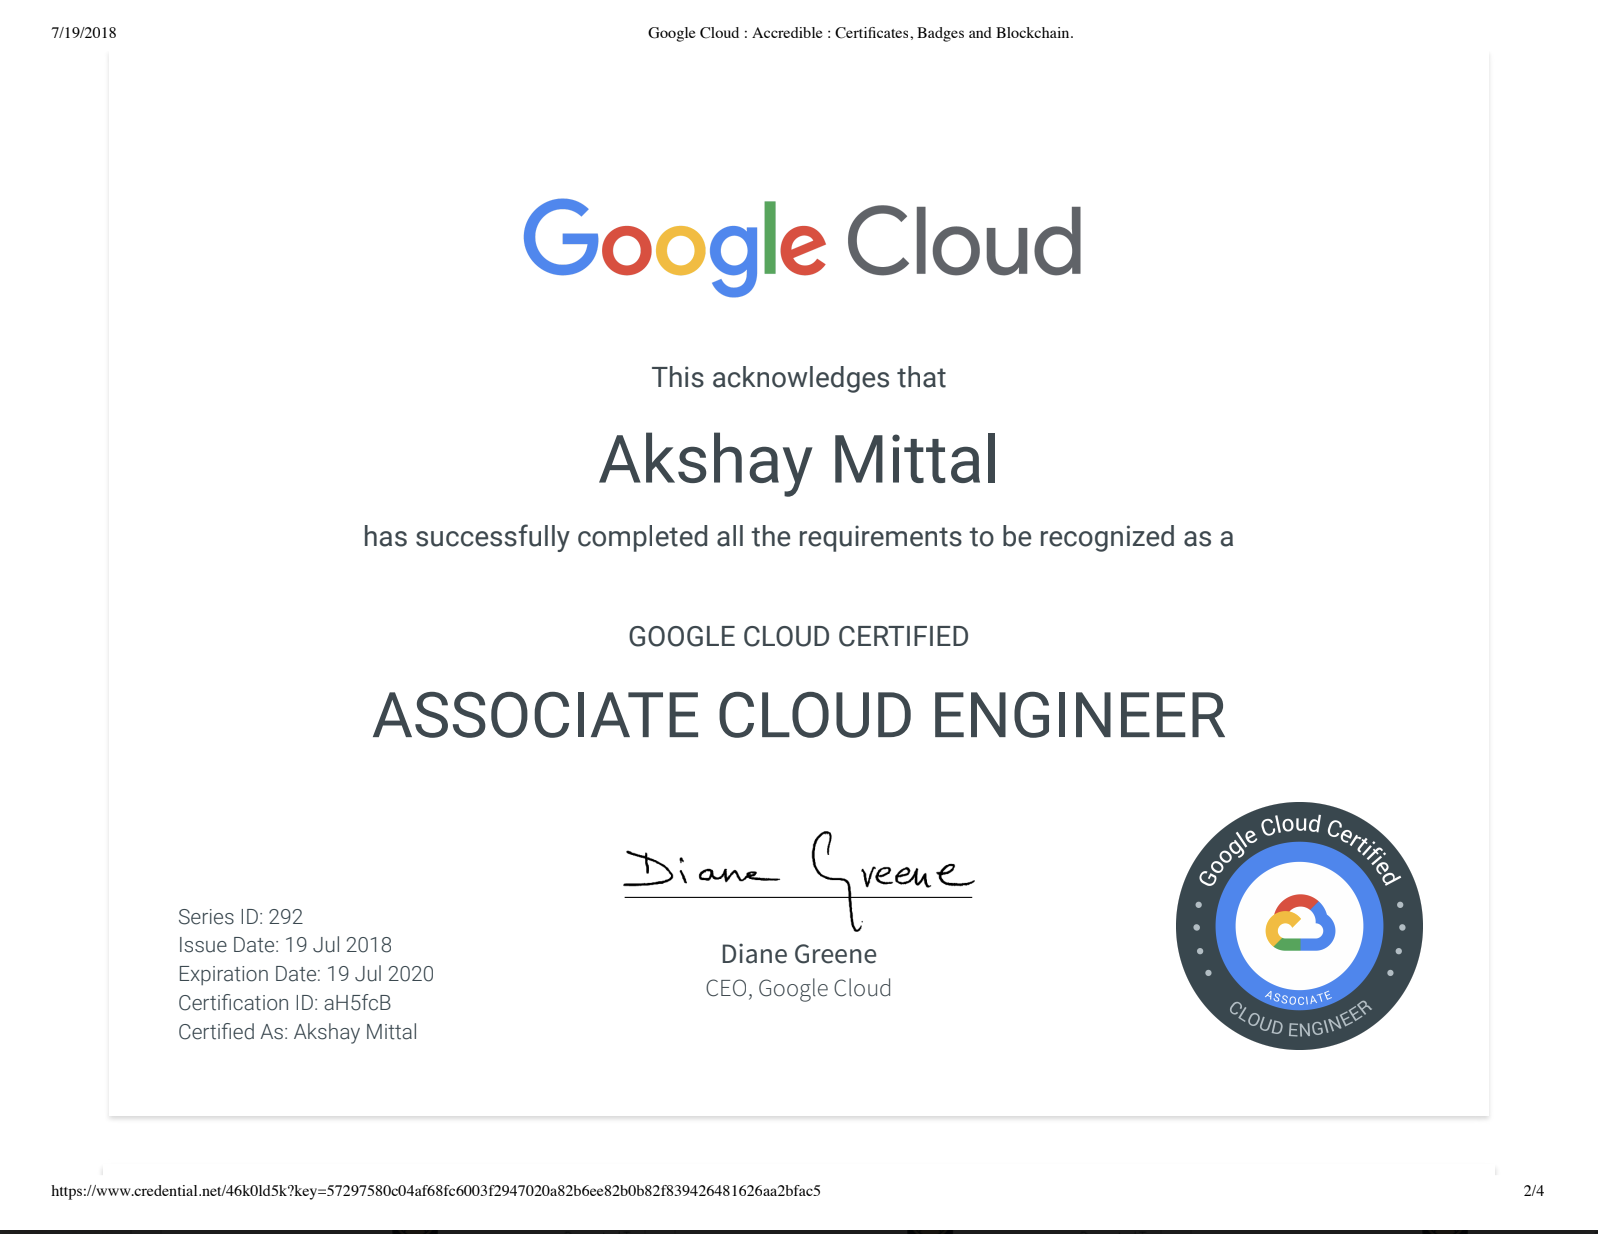 7/19/2018
Google Cloud : Accredible : Certificates, Badges and Blockchain.
Google Cloud
This acknowledges that
Akshay Mittal
has successfully completed all the requirements to be recognized as a
GOOGLE CLOUD CERTIFIED
ASSOCIATE CLOUD ENGINEER
Diane Greene
Diane Greene
CEO, Google Cloud
Series ID: 292
Issue Date: 19 Jul 2018
Expiration Date: 19 Jul 2020
Certification ID: aH5fcB
Certified As: Akshay Mittal
Google Cloud Certified
ASSOCIATE
CLOUD ENGINEER
https://www.credential.net/46k0ld5k?key=57297580c04af68fc6003f2947020a82b6ee82b0b82f839426481626aa2bfac5
2/4